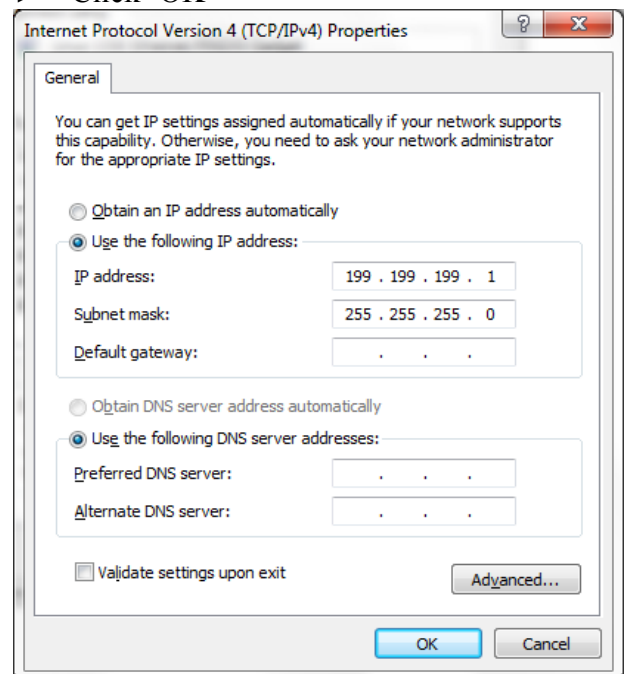 Click "OK"
Internet Protocol Version 4 (TCP/IPv4) Properties
General
You can get IP settings assigned automatically if your network supports
this capability. Otherwise, you need to ask your network administrator
for the appropriate IP settings.
Obtain an IP address automatically
Use the following IP address:
IP address: 199 . 199 . 199 . 1
Subnet mask: 255 . 255 . 255 . 0
Default gateway: . . .
Obtain DNS server address automatically
Use the following DNS server addresses:
Preferred DNS server: . . .
Alternate DNS server: . . .
Validate settings upon exit
Advanced...
OK Cancel